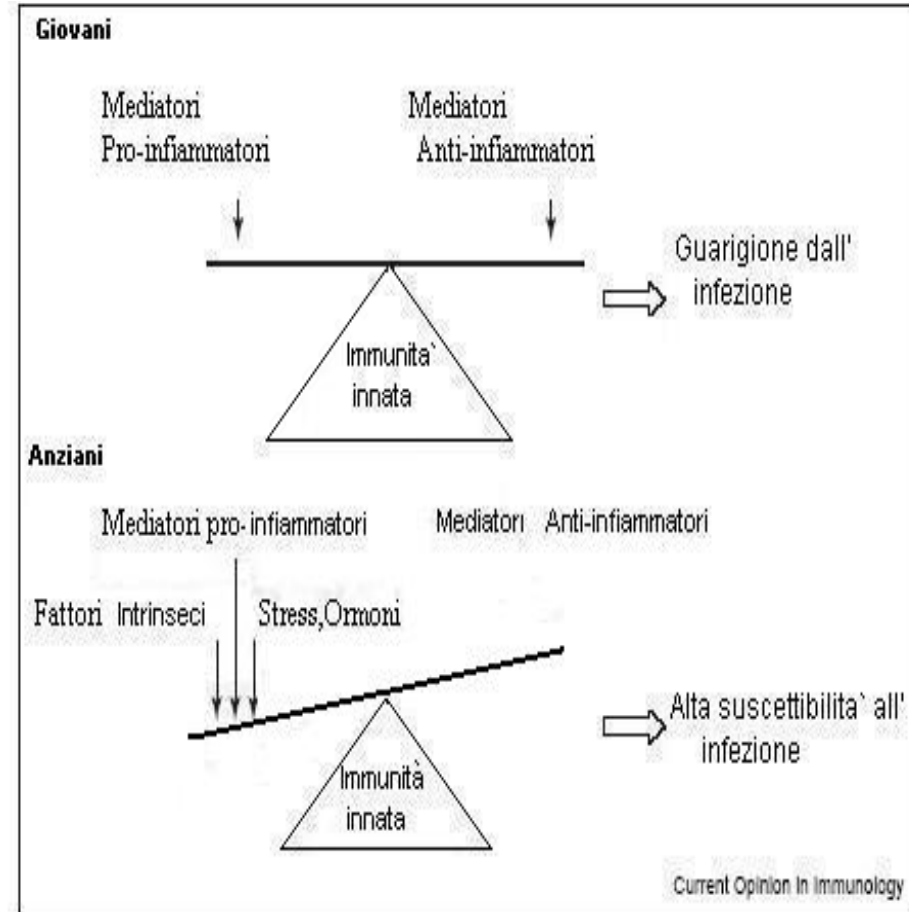 Giovani
Mediatori Mediatori
Pro-infiammatori Anti-infiammatori
Guarigione dall'
infezione
Immunita`
innata
Anziani
Mediatori pro-infiammatori Mediatori Anti-infiammatori
Fattori Intrinseci Stress,Ormoni
Alta suscettibilita` all'
infezione
Immunità
innata
Current Opinion in Immunology